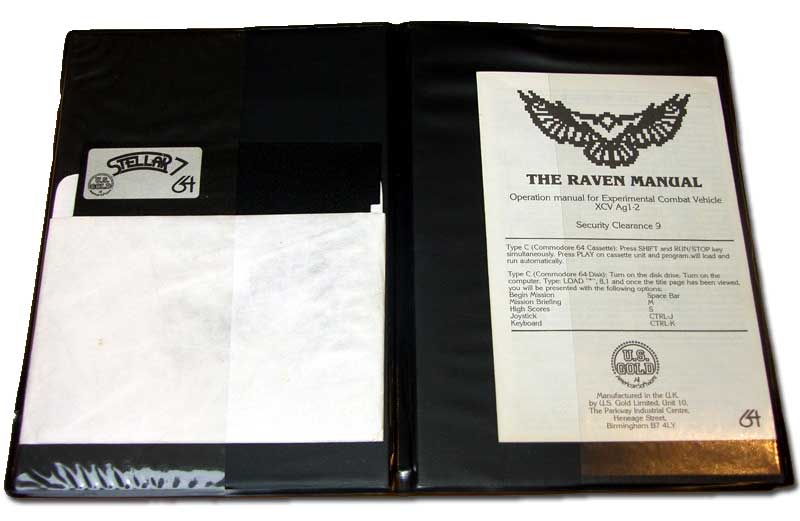 STELLAR 7
U.S. GOLD
64
THE RAVEN MANUAL
Operation manual for Experimental Combat Vehicle
XCV Ag1-2
Security Clearance 9
Type C (Commodore 64 Cassette): Press SHIFT and RUN/STOP key
simultaneously. Press PLAY on cassette unit and program will load and
run automatically.
Type C (Commodore 64 Disk): Turn on the disk drive. Turn on the
computer. Type: LOAD "*", 8,1 and once the title page has been viewed,
you will be presented with the following options:
Begin Mission Space Bar
Mission Briefing M
High Scores S
Joystick CTRL-J
Keyboard CTRL-K
U.S.
GOLD
All
American Software
Manufactured in the U.K.
by U.S. Gold Limited, Unit 10,
The Parkway Industrial Centre,
Heneage Street,
Birmingham B7 4LY
64